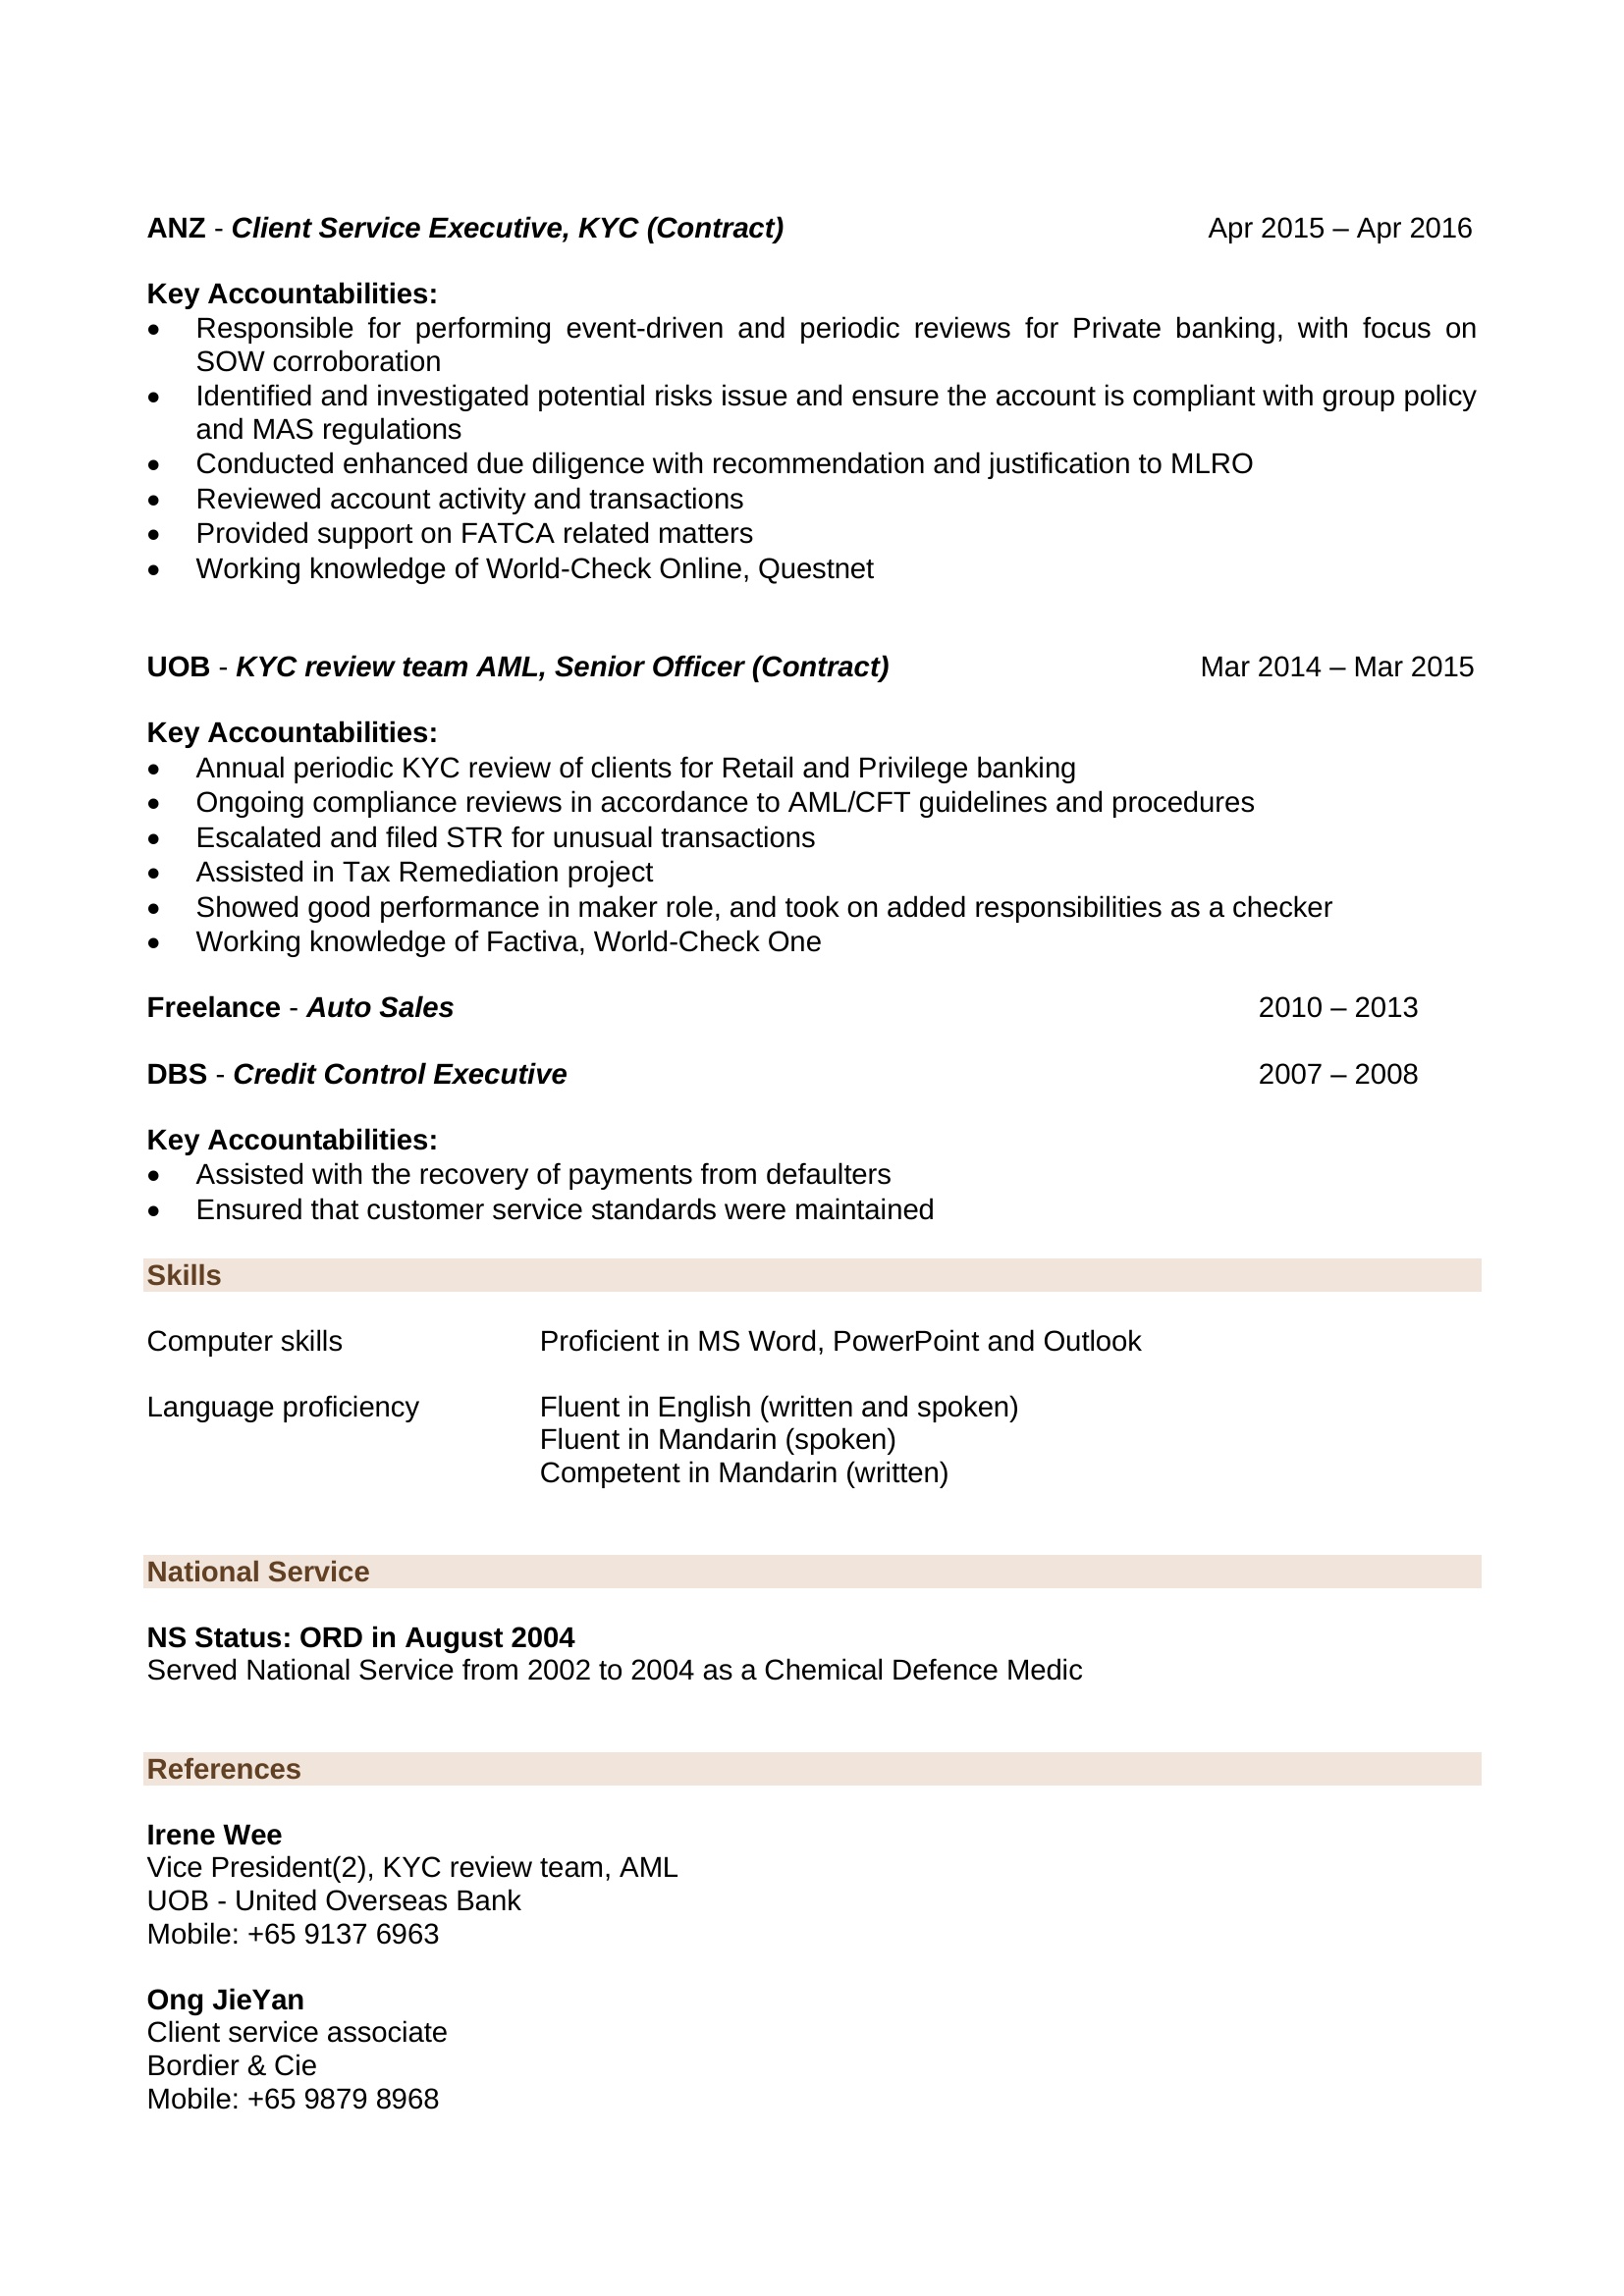 ANZ - Client Service Executive, KYC (Contract) Apr 2015 – Apr 2016
Key Accountabilities:
• Responsible for performing event-driven and periodic reviews for Private banking, with focus on
SOW corroboration
• Identified and investigated potential risks issue and ensure the account is compliant with group policy
and MAS regulations
• Conducted enhanced due diligence with recommendation and justification to MLRO
• Reviewed account activity and transactions
• Provided support on FATCA related matters
• Working knowledge of World-Check Online, Questnet
UOB - KYC review team AML, Senior Officer (Contract) Mar 2014 – Mar 2015
Key Accountabilities:
• Annual periodic KYC review of clients for Retail and Privilege banking
• Ongoing compliance reviews in accordance to AML/CFT guidelines and procedures
• Escalated and filed STR for unusual transactions
• Assisted in Tax Remediation project
• Showed good performance in maker role, and took on added responsibilities as a checker
• Working knowledge of Factiva, World-Check One
Freelance - Auto Sales 2010 – 2013
DBS - Credit Control Executive 2007 – 2008
Key Accountabilities:
• Assisted with the recovery of payments from defaulters
• Ensured that customer service standards were maintained
Skills
Computer skills Proficient in MS Word, PowerPoint and Outlook
Language proficiency Fluent in English (written and spoken)
Fluent in Mandarin (spoken)
Competent in Mandarin (written)
National Service
NS Status: ORD in August 2004
Served National Service from 2002 to 2004 as a Chemical Defence Medic
References
Irene Wee
Vice President(2), KYC review team, AML
UOB - United Overseas Bank
Mobile: +65 9137 6963
Ong JieYan
Client service associate
Bordier & Cie
Mobile: +65 9879 8968